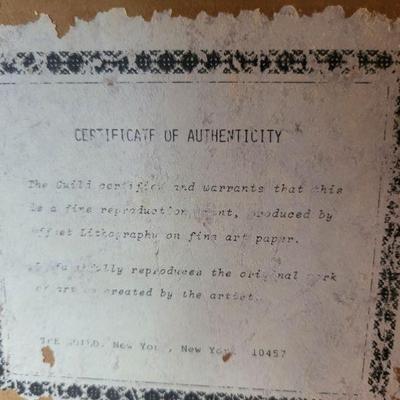 CERTIFICATE OF AUTHENTICITY
The Guild certifies and warrants that this
is a fine reproduction print, produced by
offset Lithography on fine art paper.
faithfully reproduces the original work
of art as created by the artist.
THE GUILD, New York, New York 10457